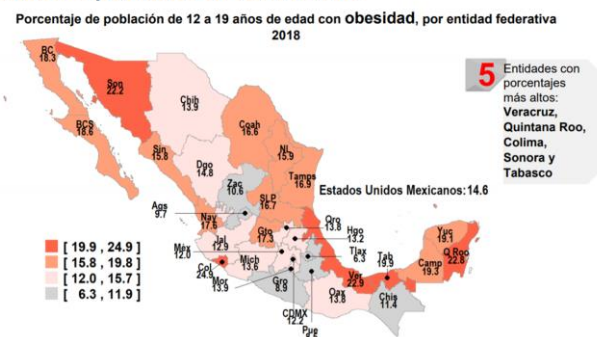 Porcentaje de población de 12 a 19 años de edad con obesidad, por entidad federativa
2018
5
Entidades con
porcentajes
más altos:
Veracruz,
Quintana Roo,
Colima,
Sonora y
Tabasco
BC
18.3
Son
22.2
Chih
13.9
Coah
16.6
BCS
18.6
Sin
15.8
NL
15.9
Dgo
14.8
Tamps
16.9
Zac
10.6
Estados Unidos Mexicanos:14.6
SLP
16.7
Ags
9.7
Nay
17.6
Gto
17.3
Qro
13.8
Hgo
13.2
Jal
12.9
Méx
12.0
Tlax
6.3
Yuc
19.1
Q Roo
22.8
Camp
19.3
Tab
19.9
Col
24.9
Mich
13.6
Mor
13.9
Ver
22.9
Gro
8.9
Oax
13.8
Chis
11.4
CDMX
12.2
Pue
[ 19.9 , 24.9 ]
[ 15.8 , 19.8 ]
[ 12.0 , 15.7 ]
[ 6.3 , 11.9 ]